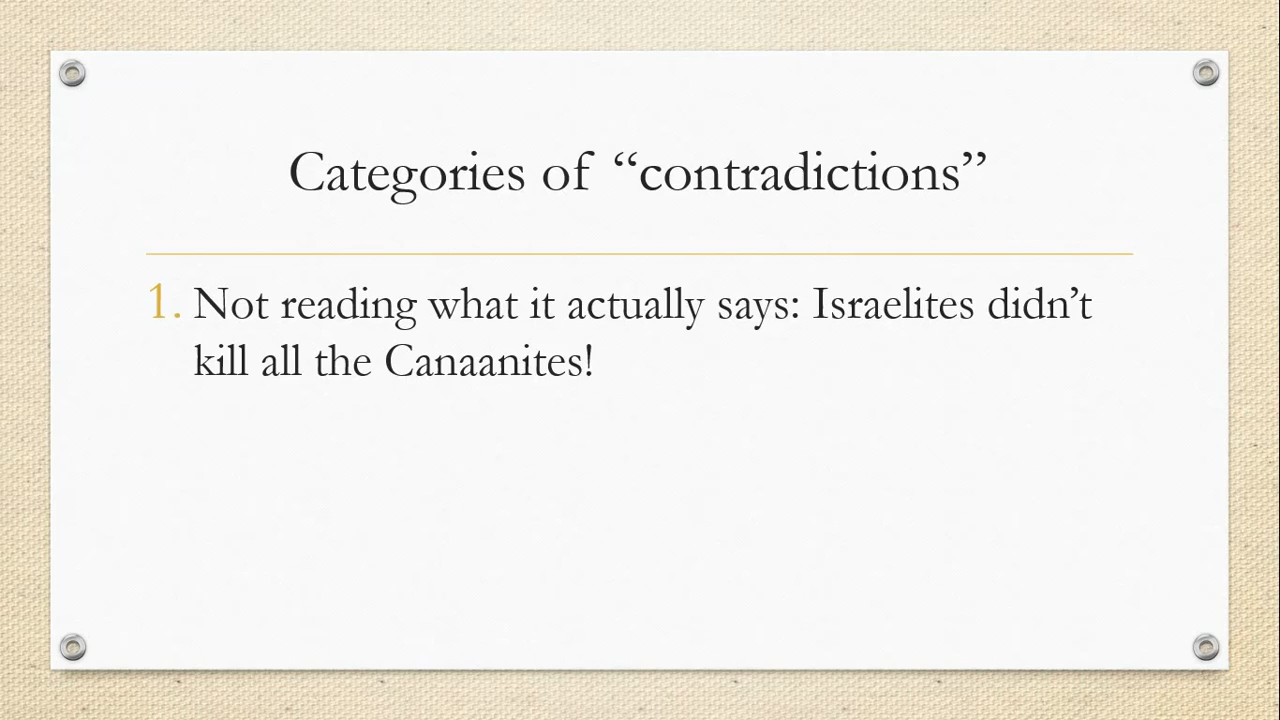 Categories of “contradictions”
1. Not reading what it actually says: Israelites didn’t
kill all the Canaanites!